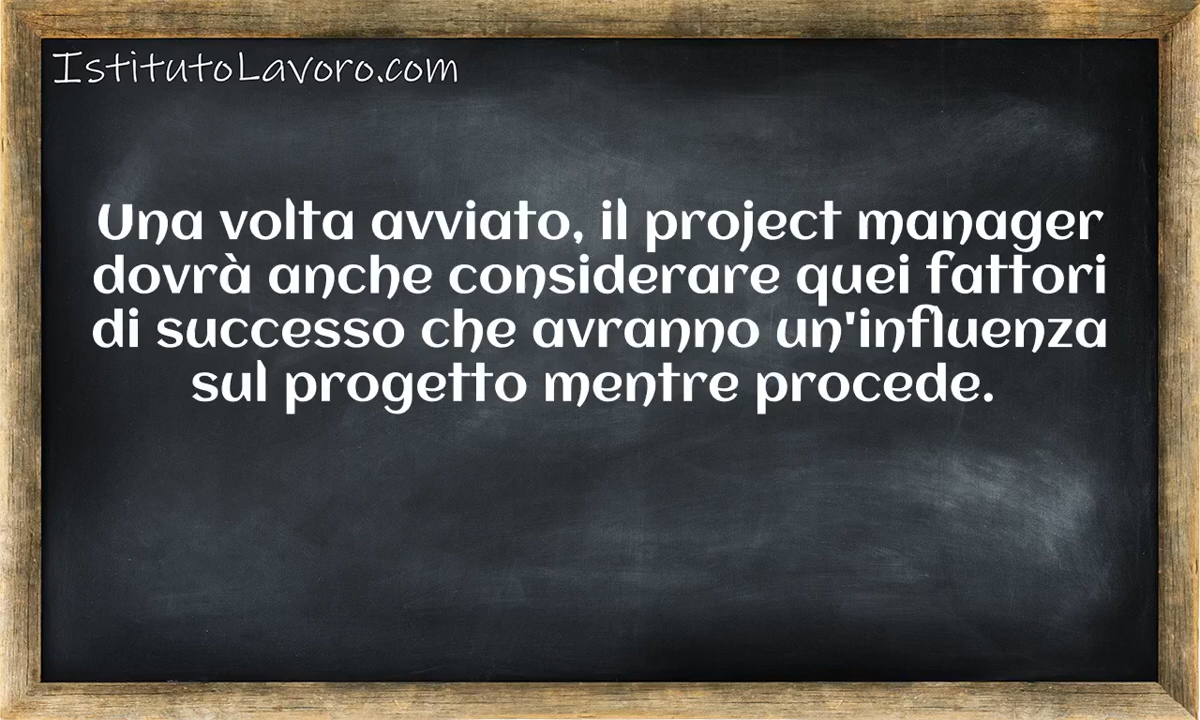 IstitutoLavoro.com
Una volta avviato, il project manager
dovrà anche considerare quei fattori
di successo che avranno un'influenza
sul progetto mentre procede.